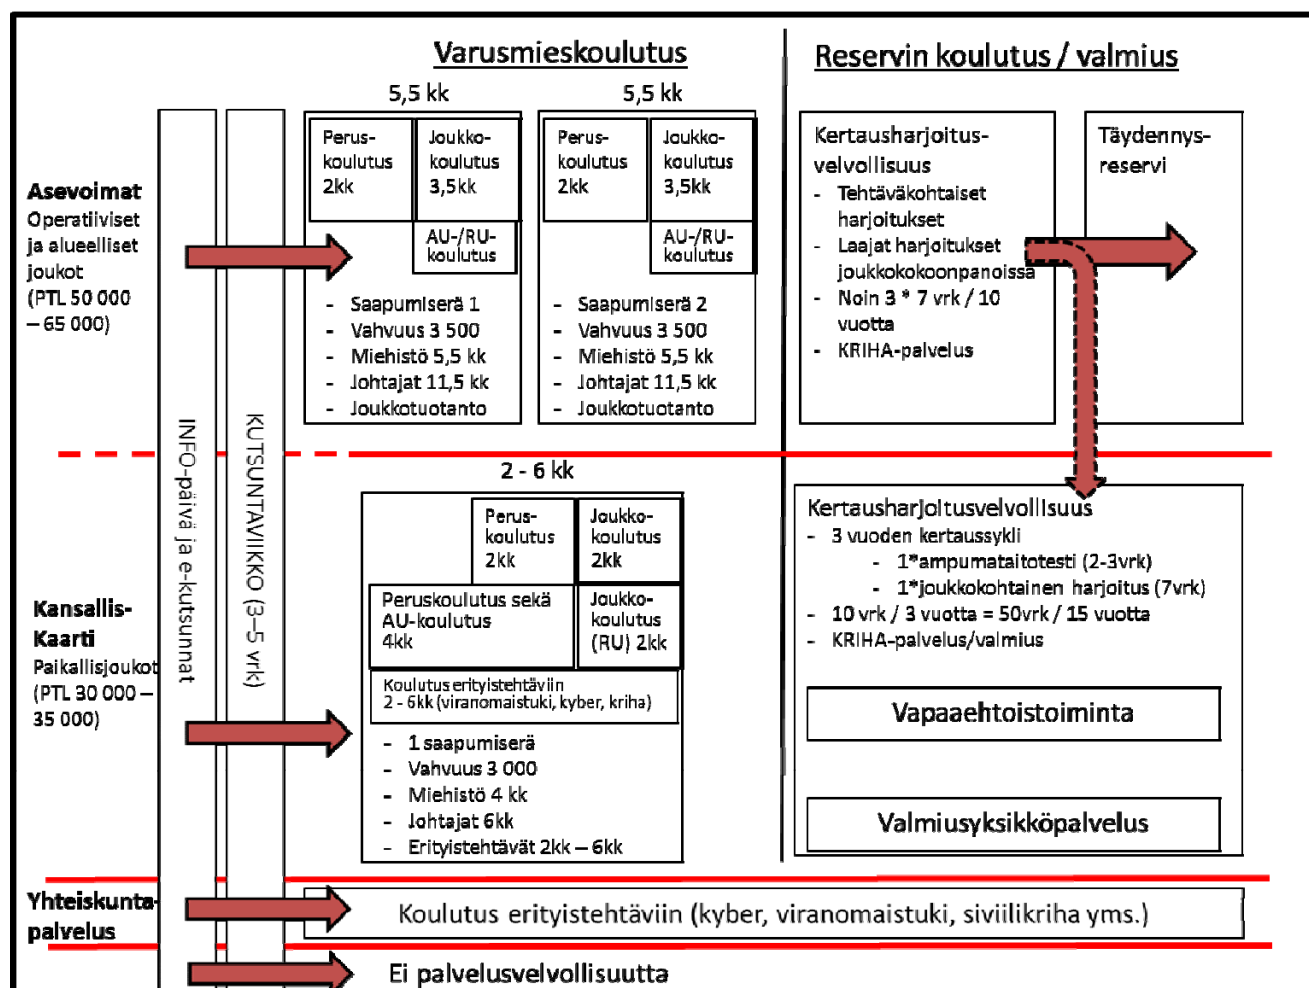 Varusmieskoulutus
Reservin koulutus / valmius
Asevoimat
Operatiiviset
ja alueelliset
joukot
(PTL 50 000
– 65 000)
INFO-päivä ja e-kutsunnat
KUTSUNTAVIIKKO (3–5 vrk)
5,5 kk
Perus-
koulutus
2kk
Joukko-
koulutus
3,5kk
AU-/RU-
koulutus
- Saapumiserä 1
- Vahvuus 3 500
- Miehistö 5,5 kk
- Johtajat 11,5 kk
- Joukkotuotanto
5,5 kk
Perus-
koulutus
2kk
Joukko-
koulutus
3,5kk
AU-/RU-
koulutus
- Saapumiserä 2
- Vahvuus 3 500
- Miehistö 5,5 kk
- Johtajat 11,5 kk
- Joukkotuotanto
Kertausharjoitus-
velvollisuus
- Tehtäväkohtaiset
harjoitukset
- Laajat harjoitukset
joukkokokoonpanoissa
- Noin 3 * 7 vrk / 10
vuotta
- KRIHA-palvelus
Täydennys-
reservi
Kansallis-
Kaarti
Paikallisjoukot
(PTL 30 000 –
35 000)
2 - 6 kk
Perus-
koulutus
2kk
Joukko-
koulutus
2kk
Peruskoulutus sekä
AU-koulutus
4kk
Joukko-
koulutus
(RU) 2kk
Koulutus erityistehtäviin
2 - 6kk (viranomaistuki, kyber, kriha)
- 1 saapumiserä
- Vahvuus 3 000
- Miehistö 4 kk
- Johtajat 6kk
- Erityistehtävät 2kk – 6kk
Kertausharjoitusvelvollisuus
- 3 vuoden kertaussykli
- 1*ampumataitotesti (2-3vrk)
- 1*joukkokohtainen harjoitus (7vrk)
- 10 vrk / 3 vuotta = 50vrk / 15 vuotta
- KRIHA-palvelus/valmius
Vapaaehtoistoiminta
Valmiusyksikköpalvelus
Yhteiskunta-
palvelus
Koulutus erityistehtäviin (kyber, viranomaistuki, siviilikriha yms.)
Ei palvelusvelvollisuutta